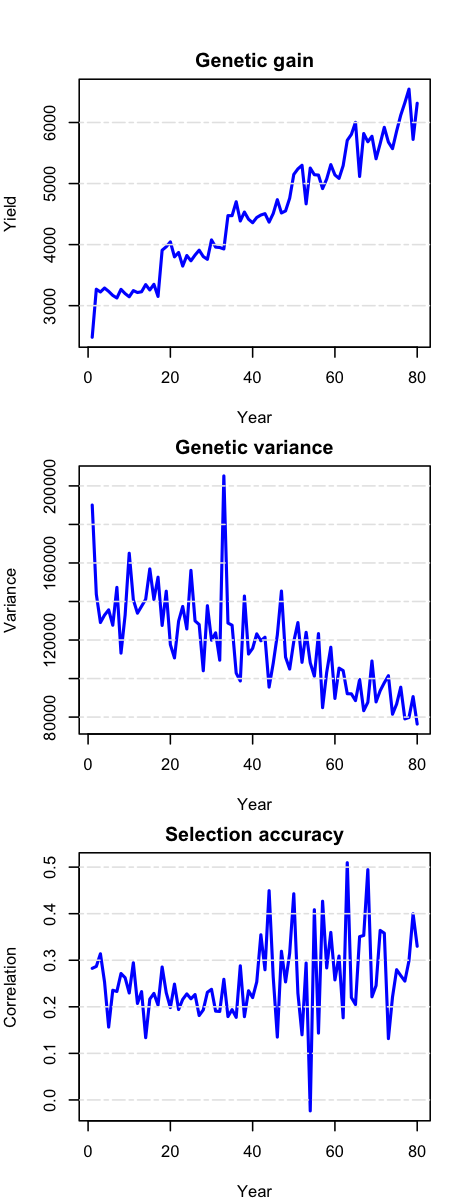 Genetic gain
Yield
6000
5000
4000
3000
0 20 40 60 80
Year
Genetic variance
Variance
200000
160000
120000
80000
0 20 40 60 80
Year
Selection accuracy
Correlation
0.5
0.4
0.3
0.2
0.1
0.0
0 20 40 60 80
Year